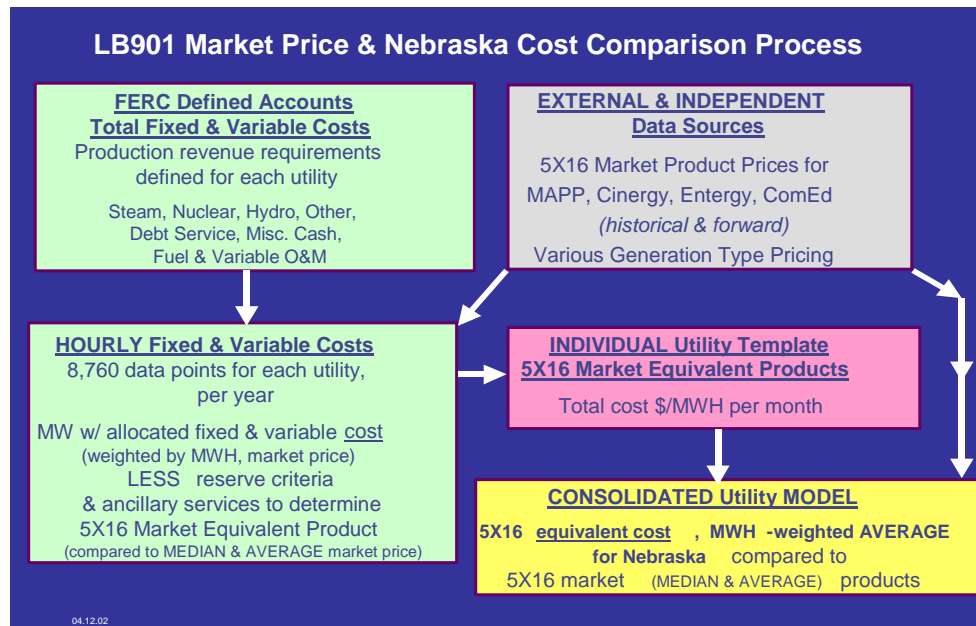 LB901 Market Price & Nebraska Cost Comparison Process
FERC Defined Accounts
Total Fixed & Variable Costs
Production revenue requirements
defined for each utility
Steam, Nuclear, Hydro, Other,
Debt Service, Misc. Cash,
Fuel & Variable O&M
EXTERNAL & INDEPENDENT
Data Sources
5X16 Market Product Prices for
MAPP, Cinergy, Entergy, ComEd
(historical & forward)
Various Generation Type Pricing
HOURLY Fixed & Variable Costs
8,760 data points for each utility,
per year
MW w/ allocated fixed & variable cost
(weighted by MWH, market price)
LESS reserve criteria
& ancillary services to determine
5X16 Market Equivalent Product
(compared to MEDIAN & AVERAGE market price)
INDIVIDUAL Utility Template
5X16 Market Equivalent Products
Total cost $/MWH per month
CONSOLIDATED Utility MODEL
5X16 equivalent cost , MWH -weighted AVERAGE
for Nebraska compared to
5X16 market (MEDIAN & AVERAGE) products
04.12.02